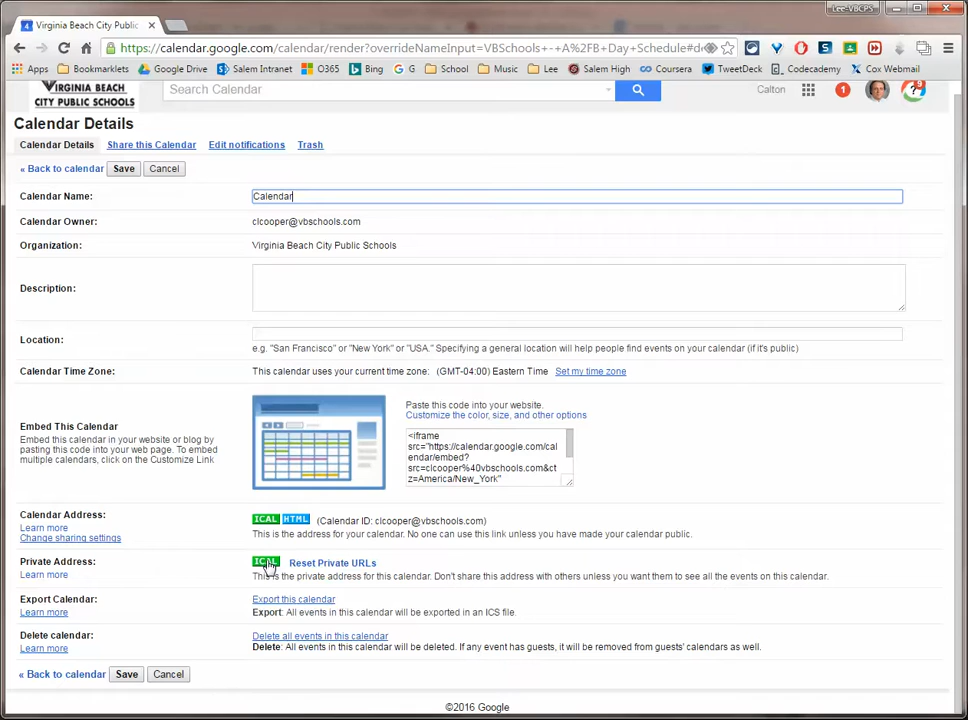 Lee-VBCPS
Virginia Beach City Public
https://calendar.google.com/calendar/render?overrideNameInput=VBSchools+-+A%2FB+Day+Schedule#de
Apps Bookmarklets Google Drive Salem Intranet O365 Bing G School Music Lee Salem High Coursera TweetDeck Codecademy Cox Webmail
VIRGINIA BEACH
CITY PUBLIC SCHOOLS
Search Calendar
Calton
1
Calendar Details
Calendar Details Share this Calendar Edit notifications Trash
« Back to calendar Save Cancel
Calendar Name: Calendar
Calendar Owner: clcooper@vbschools.com
Organization: Virginia Beach City Public Schools
Description:
Location:
e.g. "San Francisco" or "New York" or "USA." Specifying a general location will help people find events on your calendar (if it's public)
Calendar Time Zone: This calendar uses your current time zone: (GMT-04:00) Eastern Time Set my time zone
Embed This Calendar
Embed this calendar in your website or blog by
pasting this code into your web page. To embed
multiple calendars, click on the Customize Link
Paste this code into your website.
Customize the color, size, and other options
<iframe
src="https://calendar.google.com/cal
endar/embed?
src=clcooper%40vbschools.com&ct
z=America/New_York"
Calendar Address: ICAL HTML (Calendar ID: clcooper@vbschools.com)
Learn more
Change sharing settings
This is the address for your calendar. No one can use this link unless you have made your calendar public.
Private Address: ICAL Reset Private URLs
Learn more
This is the private address for this calendar. Don't share this address with others unless you want them to see all the events on this calendar.
Export Calendar: Export this calendar
Learn more
Export: All events in this calendar will be exported in an ICS file.
Delete calendar: Delete all events in this calendar
Learn more
Delete: All events in this calendar will be deleted. If any event has guests, it will be removed from guests' calendars as well.
« Back to calendar Save Cancel
©2016 Google